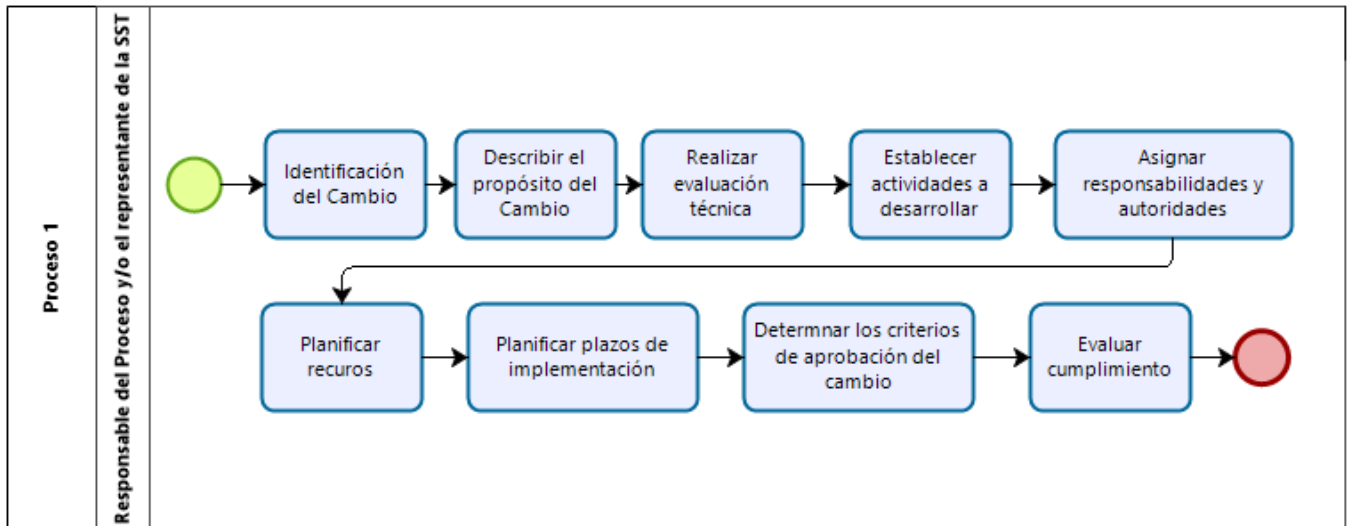 Proceso 1
Responsable del Proceso y/o el representante de la SST
Identificación
del Cambio
Describir el
propósito del
Cambio
Realizar
evaluación
técnica
Establecer
actividades a
desarrollar
Asignar
responsabilidades y
autoridades
Planificar
recuros
Planificar plazos de
implementación
Determnar los criterios
de aprobación del
cambio
Evaluar
cumplimiento